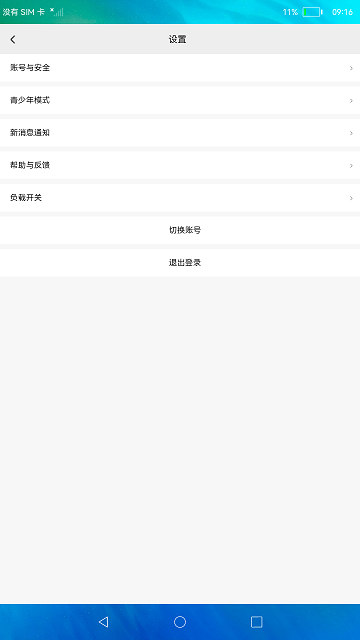 没有 SIM 卡 11% 09:16
设置
账号与安全
青少年模式
新消息通知
帮助与反馈
负载开关
切换账号
退出登录